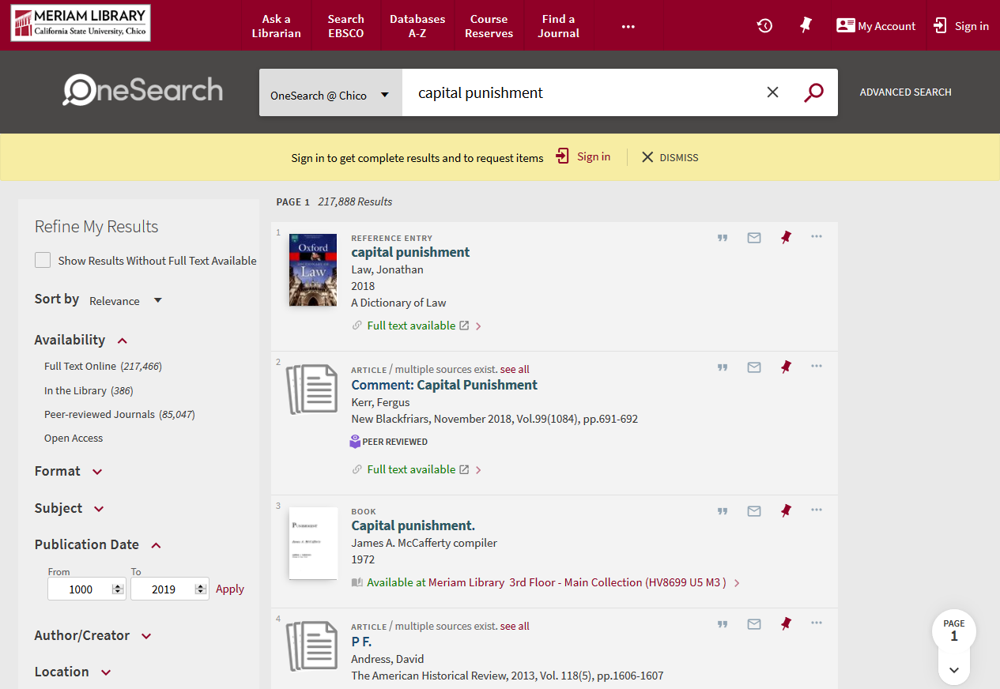 MERIAM LIBRARY
California State University, Chico
Ask a Librarian
Search EBSCO
Databases A-Z
Course Reserves
Find a Journal
My Account
Sign in
OneSearch
OneSearch @ Chico
capital punishment
ADVANCED SEARCH
Sign in to get complete results and to request items
Sign in
DISMISS
PAGE 1 217,888 Results
Refine My Results
Show Results Without Full Text Available
Sort by Relevance
Availability
Full Text Online (217,466)
In the Library (386)
Peer-reviewed Journals (85,047)
Open Access
Format
Subject
Publication Date
From To
1000 2019 Apply
Author/Creator
Location
1
Oxford
DICTIONARY OF
Law
REFERENCE ENTRY
capital punishment
Law, Jonathan
2018
A Dictionary of Law
Full text available
2
ARTICLE / multiple sources exist. see all
Comment: Capital Punishment
Kerr, Fergus
New Blackfriars, November 2018, Vol.99(1084), pp.691-692
PEER REVIEWED
Full text available
3
BOOK
Capital punishment.
James A. McCafferty compiler
1972
Available at Meriam Library 3rd Floor - Main Collection (HV8699 U5 M3 )
4
ARTICLE / multiple sources exist. see all
P F.
Andress, David
The American Historical Review, 2013, Vol. 118(5), pp.1606-1607
PAGE
1